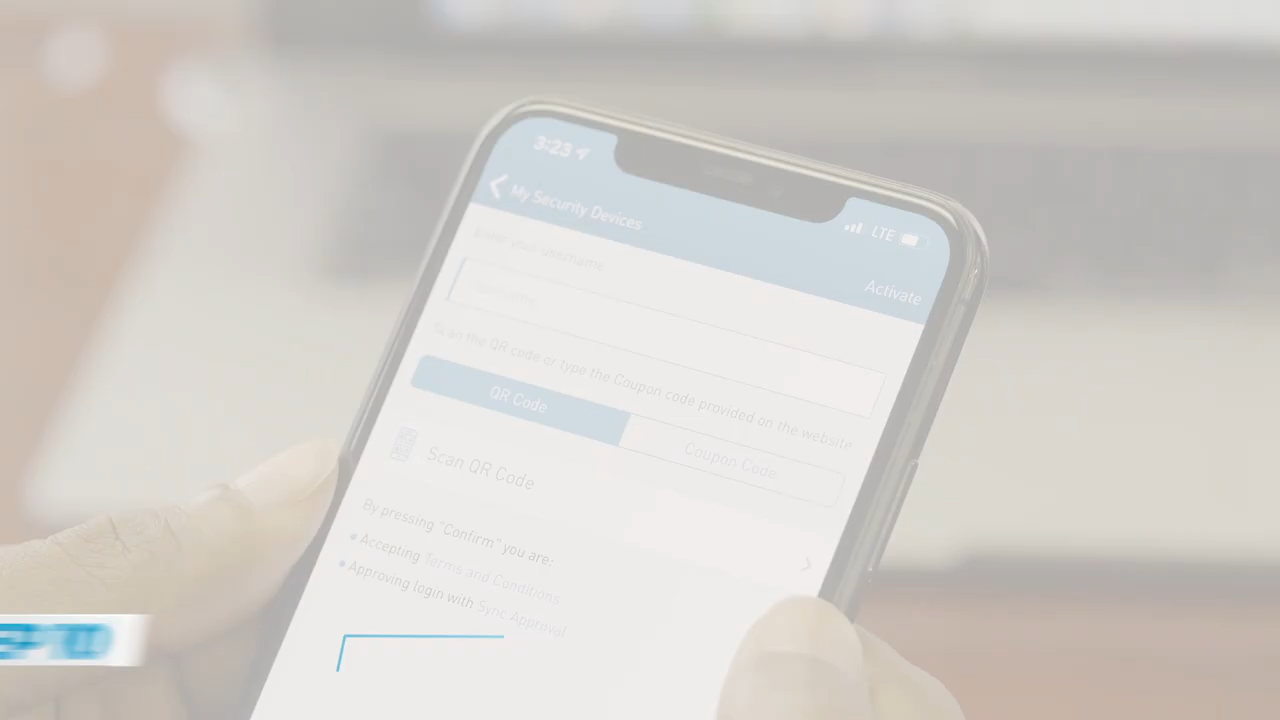 3:23
LTE
My Security Devices
Activate
Enter your username
Username
Scan the QR code or type the Coupon code provided on the website
QR Code
Coupon Code
Scan QR Code
By pressing "Confirm" you are:
• Accepting Terms and Conditions
• Approving login with Sync Approval